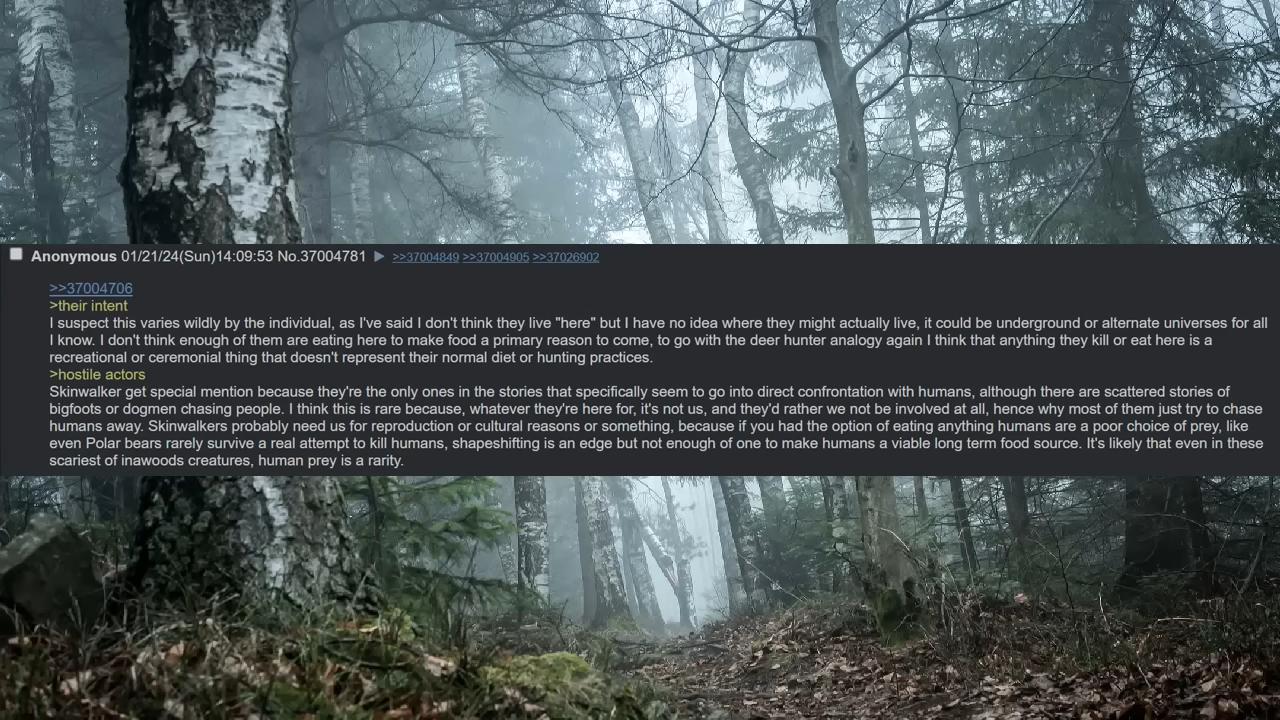 Anonymous 01/21/24(Sun)14:09:53 No.37004781 ▶ >>37004849 >>37004905 >>37026902
>>37004706
>their intent
I suspect this varies wildly by the individual, as I've said I don't think they live "here" but I have no idea where they might actually live, it could be underground or alternate universes for all
I know. I don't think enough of them are eating here to make food a primary reason to come, to go with the deer hunter analogy again I think that anything they kill or eat here is a
recreational or ceremonial thing that doesn't represent their normal diet or hunting practices.
>hostile actors
Skinwalker get special mention because they're the only ones in the stories that specifically seem to go into direct confrontation with humans, although there are scattered stories of
bigfoots or dogmen chasing people. I think this is rare because, whatever they're here for, it's not us, and they'd rather we not be involved at all, hence why most of them just try to chase
humans away. Skinwalkers probably need us for reproduction or cultural reasons or something, because if you had the option of eating anything humans are a poor choice of prey, like
even Polar bears rarely survive a real attempt to kill humans, shapeshifting is an edge but not enough of one to make humans a viable long term food source. It's likely that even in these
scariest of inawoods creatures, human prey is a rarity.